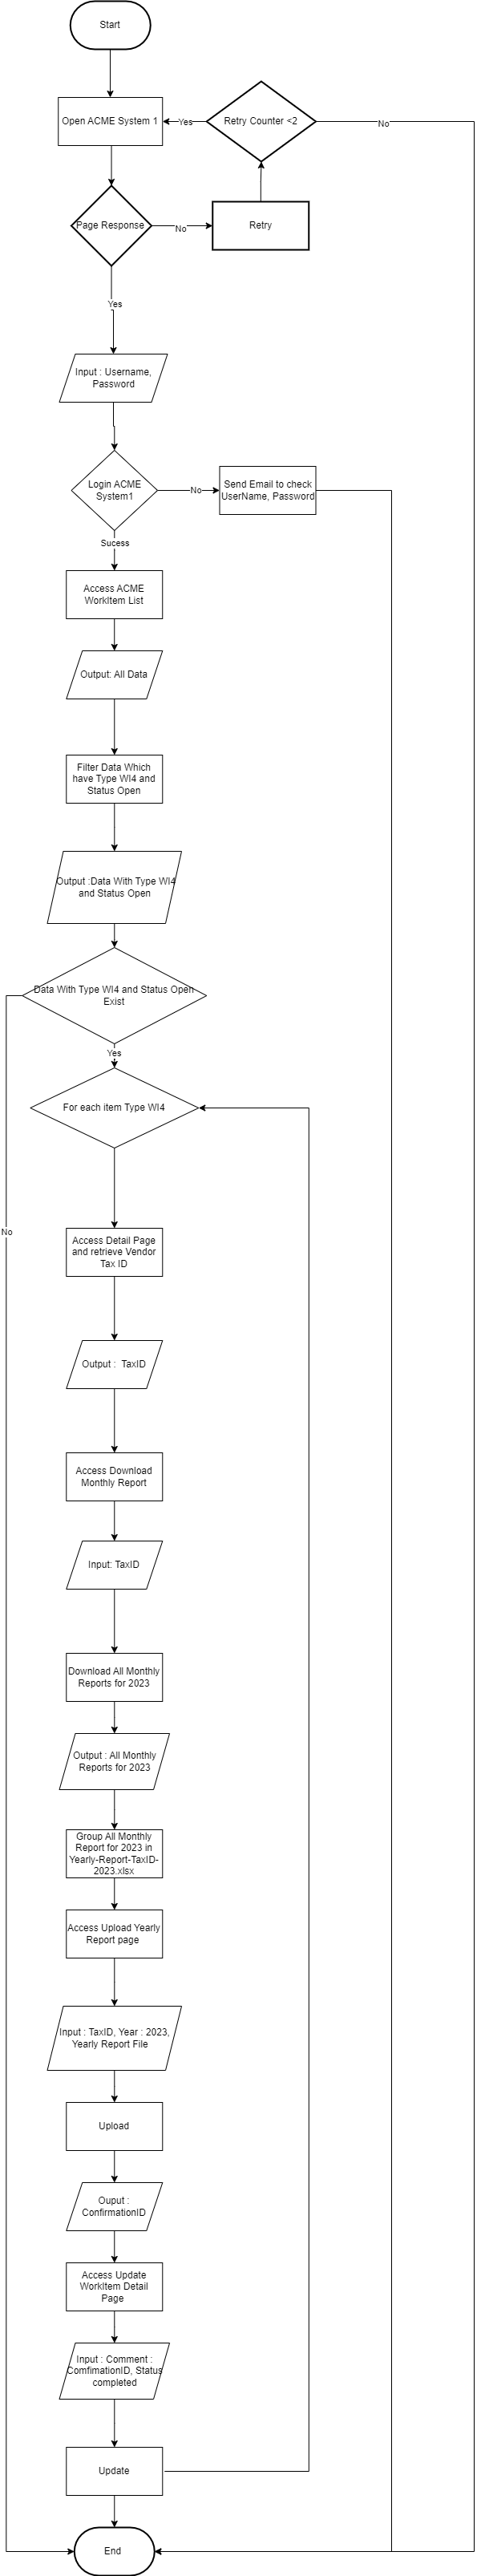 Start
Open ACME System 1
Yes
Retry Counter <2
No
Page Response
No
Retry
Yes
Input : Username,
Password
Login ACME
System1
No
Send Email to check
UserName, Password
Sucess
Access ACME
WorkItem List
Output: All Data
Filter Data Which
have Type WI4 and
Status Open
Output :Data With Type WI4
and Status Open
Data With Type WI4 and Status Open
Exist
Yes
For each item Type WI4
No
Access Detail Page
and retrieve Vendor
Tax ID
Output :  TaxID
Access Download
Monthly Report
Input: TaxID
Download All Monthly
Reports for 2023
Output : All Monthly
Reports for 2023
Group All Monthly
Report for 2023 in
Yearly-Report-TaxID-
2023.xlsx
Access Upload Yearly
Report page
Input : TaxID, Year : 2023,
Yearly Report File
Upload
Ouput :
ConfirmationID
Access Update
WorkItem Detail
Page
Input : Comment :
ComfimationID, Status
completed
Update
End